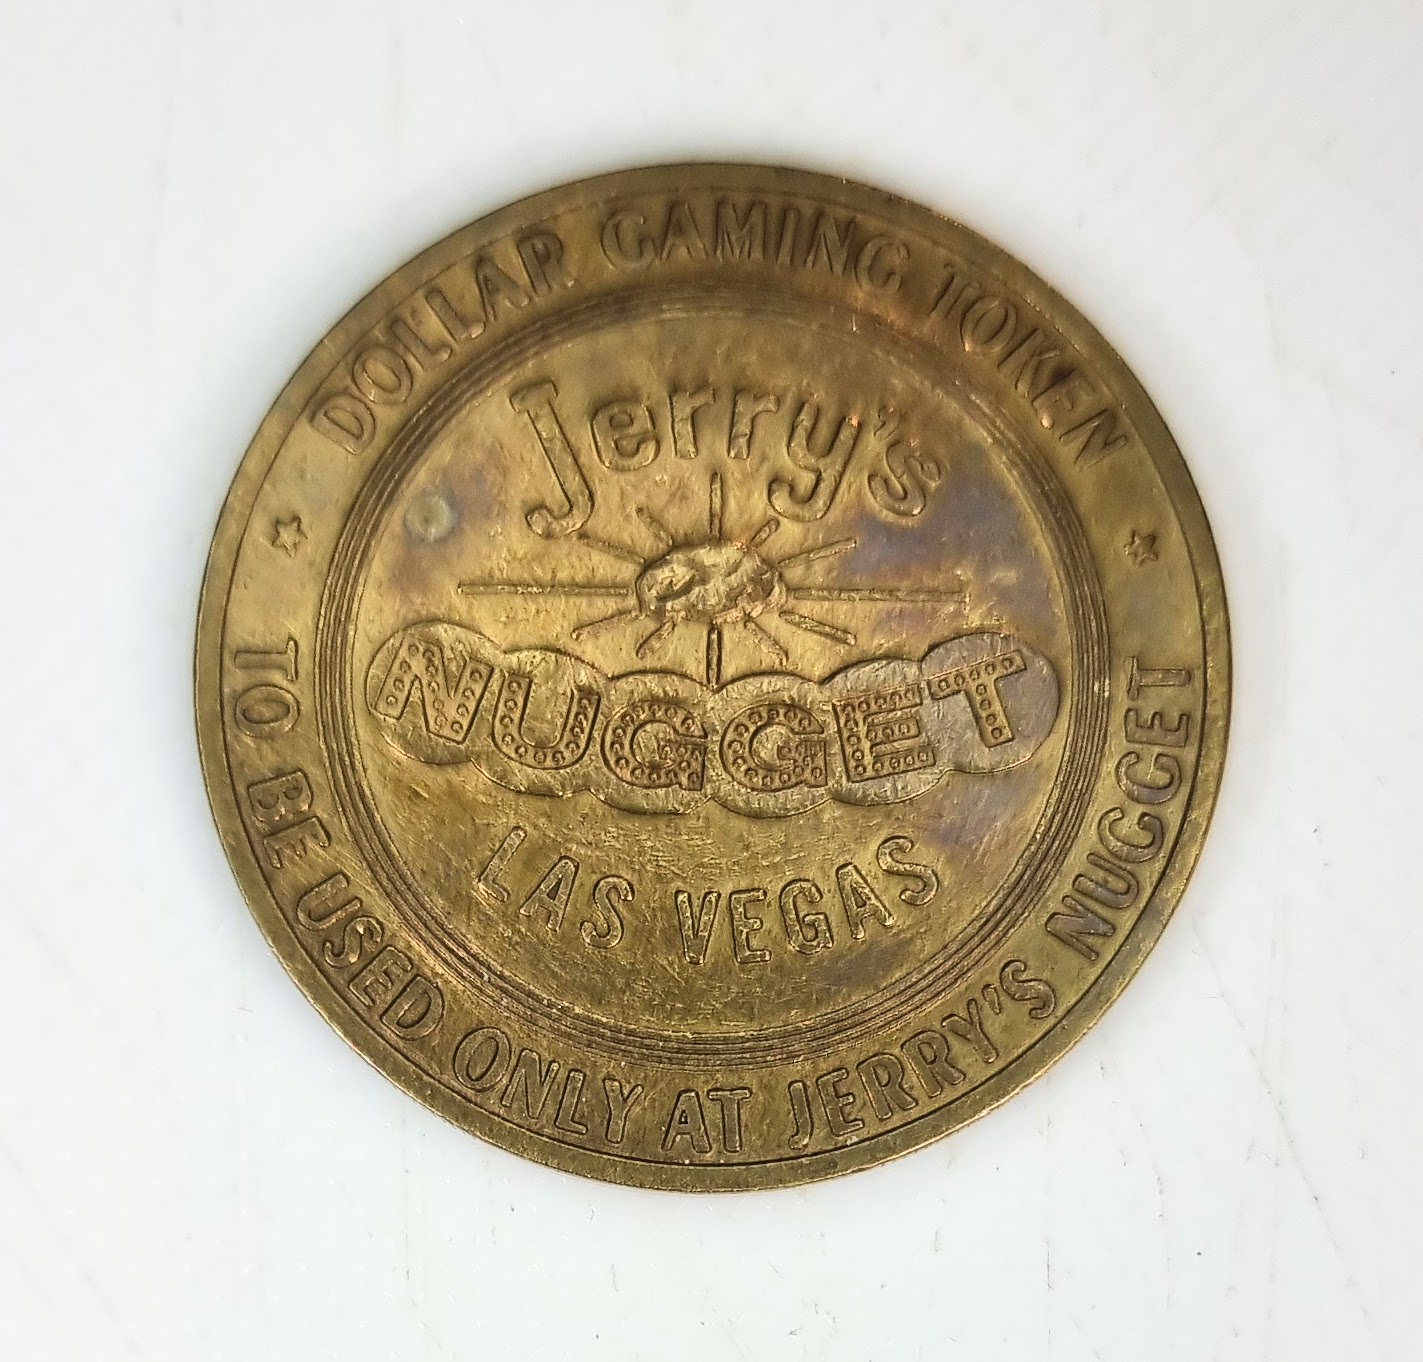 DOLLAR GAMING TOKEN
Jerry's
NUGGET
LAS VEGAS
TO BE USED ONLY AT JERRY'S NUGGET